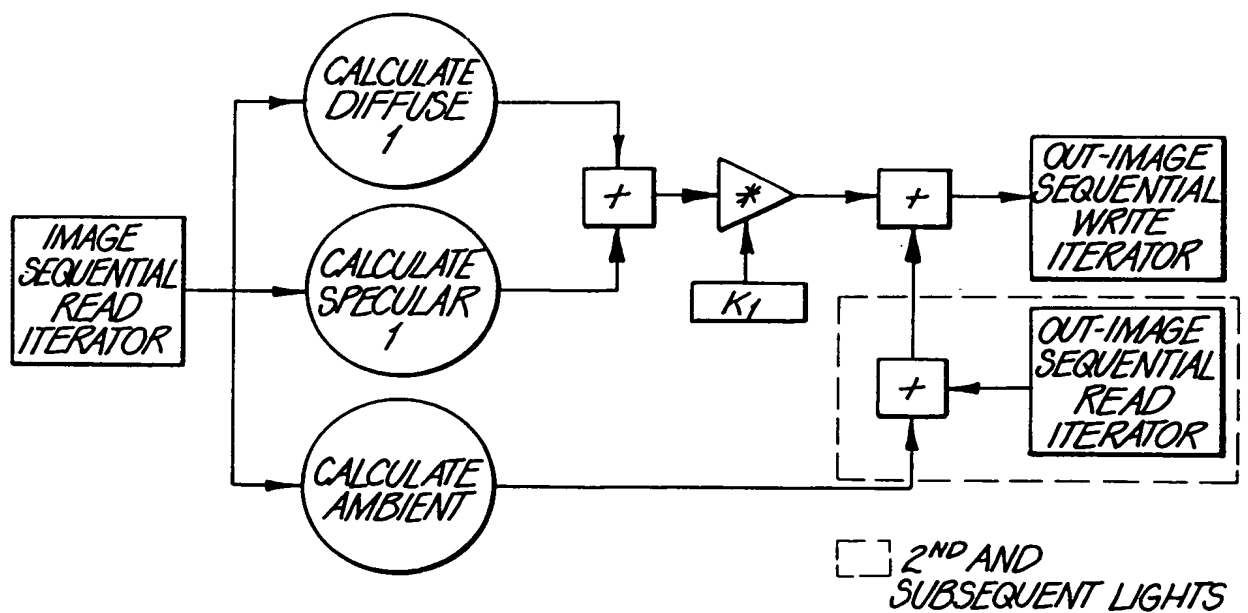 CALCULATE
DIFFUSE
1
IMAGE
SEQUENTIAL
READ
ITERATOR
CALCULATE
SPECULAR
1
CALCULATE
AMBIENT
+
*
K1
+
OUT-IMAGE
SEQUENTIAL
WRITE
ITERATOR
+
OUT-IMAGE
SEQUENTIAL
READ
ITERATOR
2ND AND
SUBSEQUENT LIGHTS